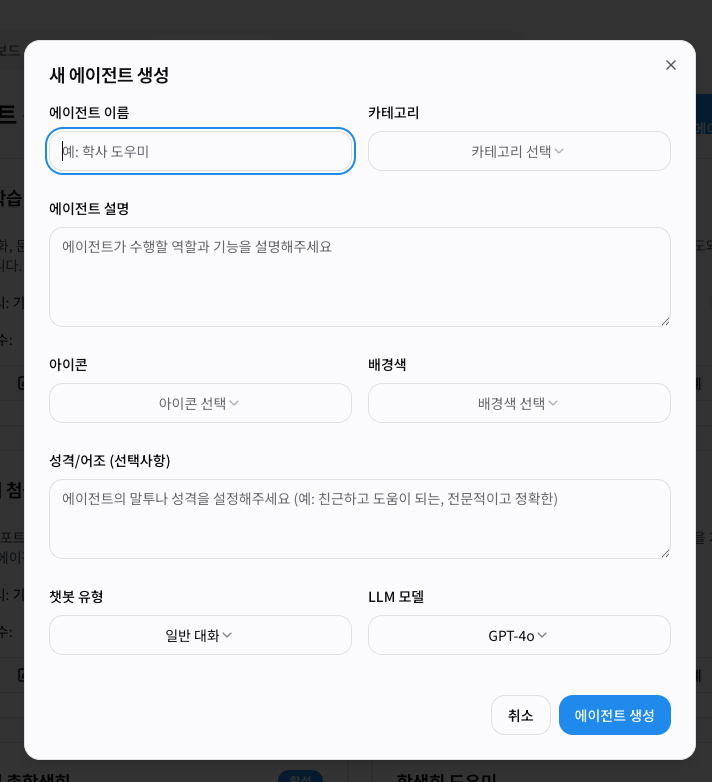 새 에이전트 생성
에이전트 이름
카테고리
예: 학사 도우미
카테고리 선택
에이전트 설명
에이전트가 수행할 역할과 기능을 설명해주세요
아이콘
배경색
아이콘 선택
배경색 선택
성격/어조 (선택사항)
에이전트의 말투나 성격을 설정해주세요 (예: 친근하고 도움이 되는, 전문적이고 정확한)
챗봇 유형
LLM 모델
일반 대화
GPT-4o
취소
에이전트 생성